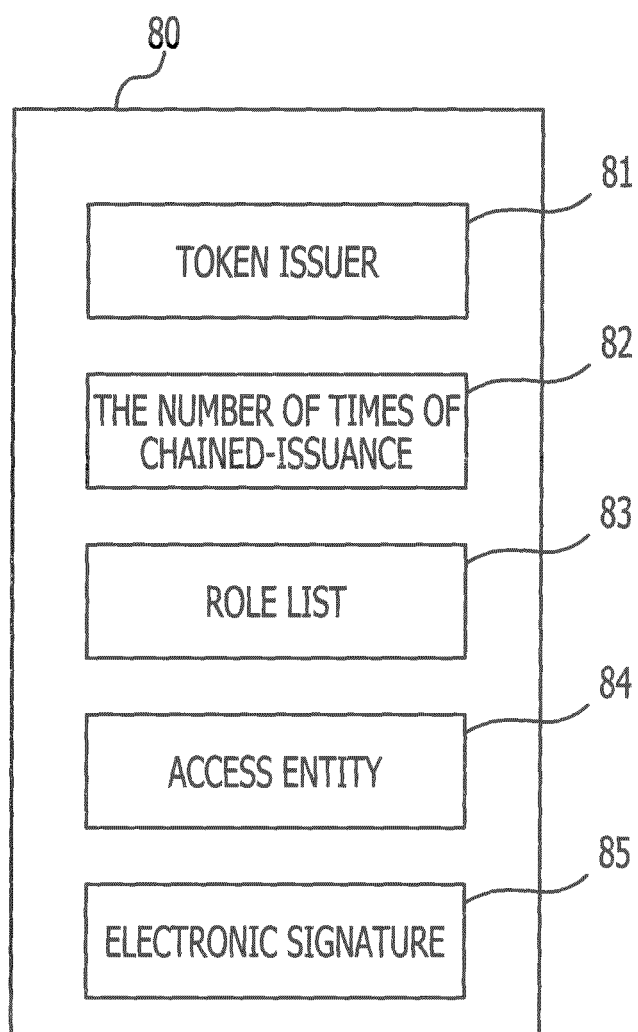 80
81
TOKEN ISSUER
82
THE NUMBER OF TIMES OF
CHAINED-ISSUANCE
83
ROLE LIST
84
ACCESS ENTITY
85
ELECTRONIC SIGNATURE